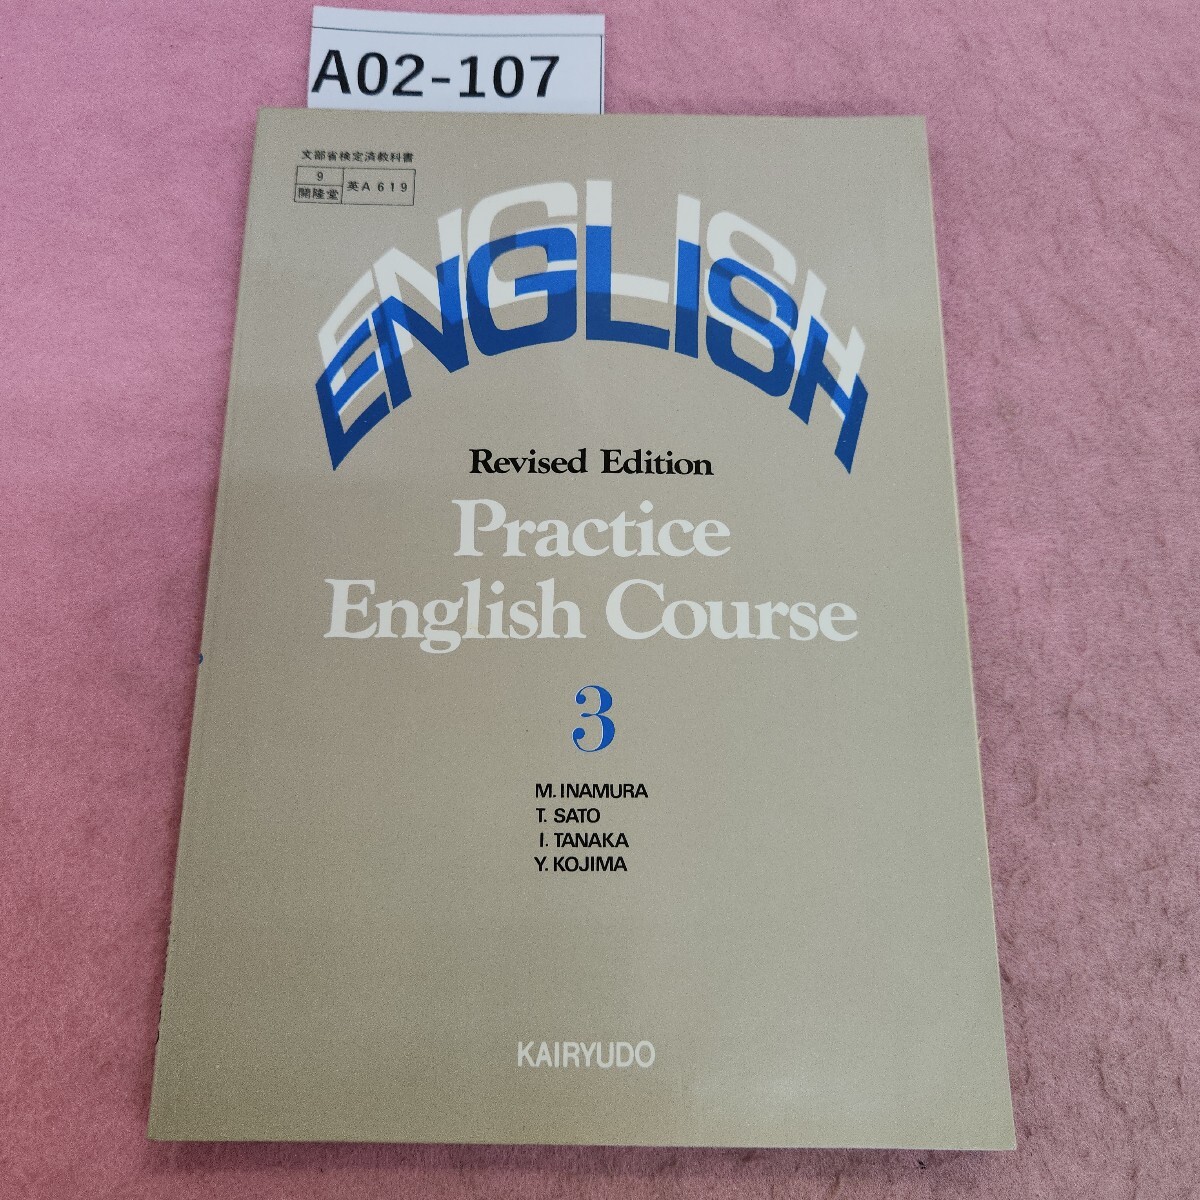 A02-107
文部省検定済教科書
9
開隆堂
英A 619
ENGLISH
ENGLISH
Revised Edition
Practice
English Course
3
M. INAMURA
T. SATO
I. TANAKA
Y. KOJIMA
KAIRYUDO